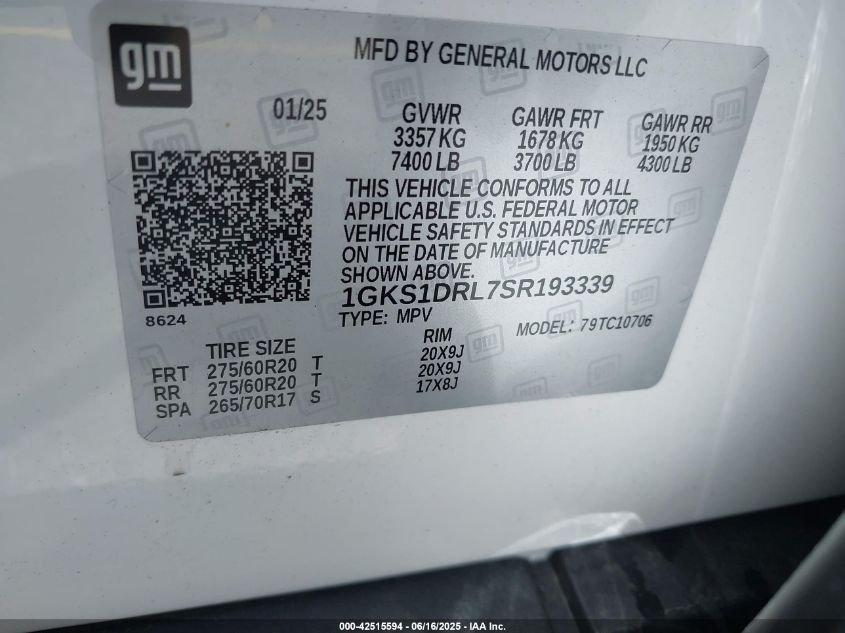 gm
MFD BY GENERAL MOTORS LLC
01/25
GVWR
3357 KG
7400 LB
GAWR FRT
1678 KG
3700 LB
GAWR RR
1950 KG
4300 LB
THIS VEHICLE CONFORMS TO ALL
APPLICABLE U.S. FEDERAL MOTOR
VEHICLE SAFETY STANDARDS IN EFFECT
ON THE DATE OF MANUFACTURE
SHOWN ABOVE.
1GKS1DRL7SR193339
TYPE: MPV
MODEL: 79TC10706
8624
TIRE SIZE
RIM
FRT 275/60R20 T 20X9J
RR 275/60R20 T 20X9J
SPA 265/70R17 S 17X8J
000-42515594 - 06/16/2025 - IAA Inc.